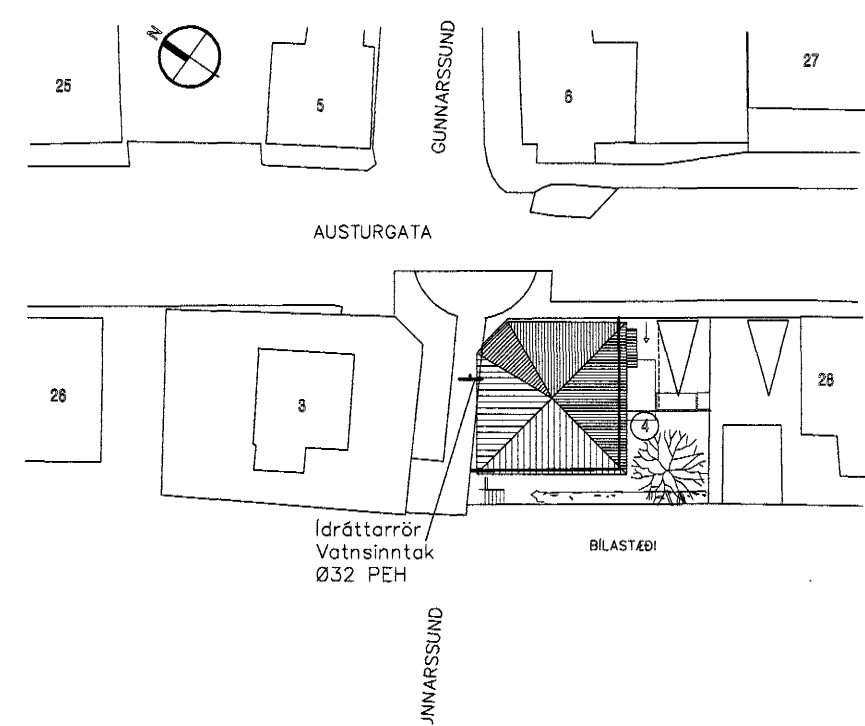 N
25
5
GUNNARSSUND
6
27
AUSTURGATA
26
3
28
4
Ídráttarrör
Vatnsinntak
Ø32 PEH
BÍLASTÆÐI
UNNARSSUND